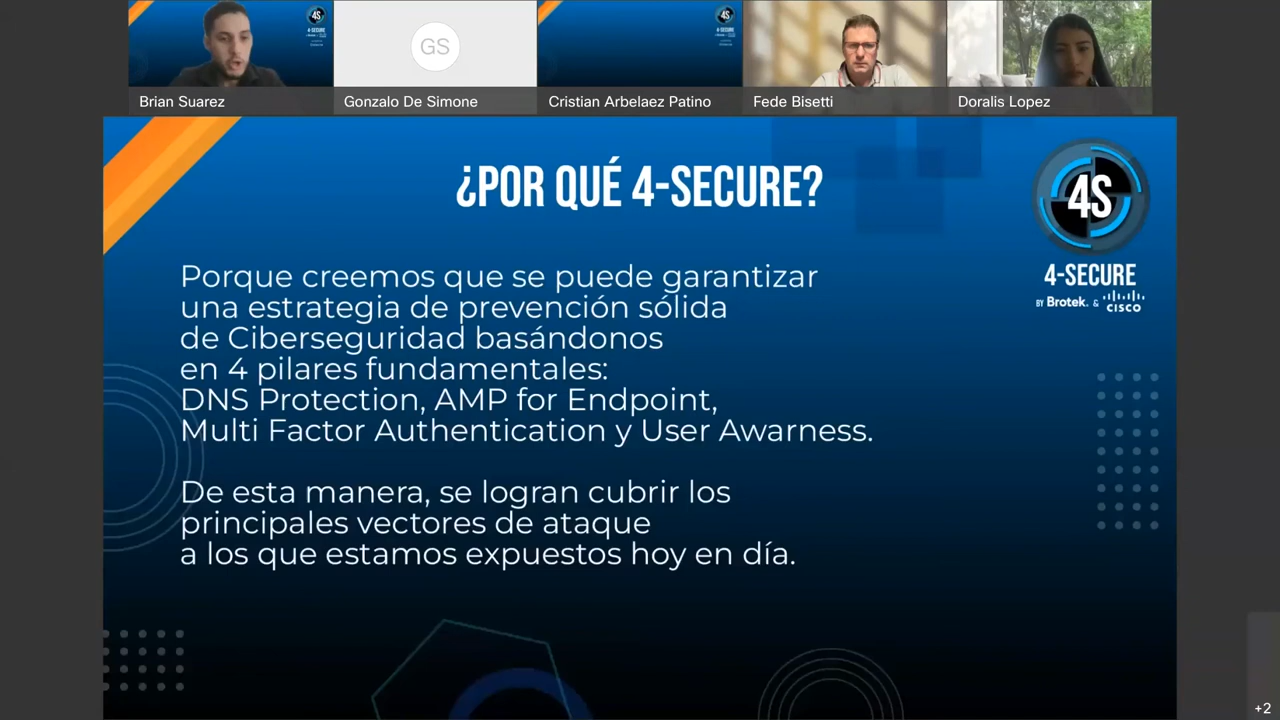 Brian Suarez
GS
Gonzalo De Simone
Cristian Arbelaez Patino
Fede Bisetti
Doralis Lopez
¿POR QUÉ 4-SECURE?
4S
4-SECURE
BY Brotek. & CISCO
Porque creemos que se puede garantizar
una estrategia de prevención sólida
de Ciberseguridad basándonos
en 4 pilares fundamentales:
DNS Protection, AMP for Endpoint,
Multi Factor Authentication y User Awarness.
De esta manera, se logran cubrir los
principales vectores de ataque
a los que estamos expuestos hoy en día.
+2